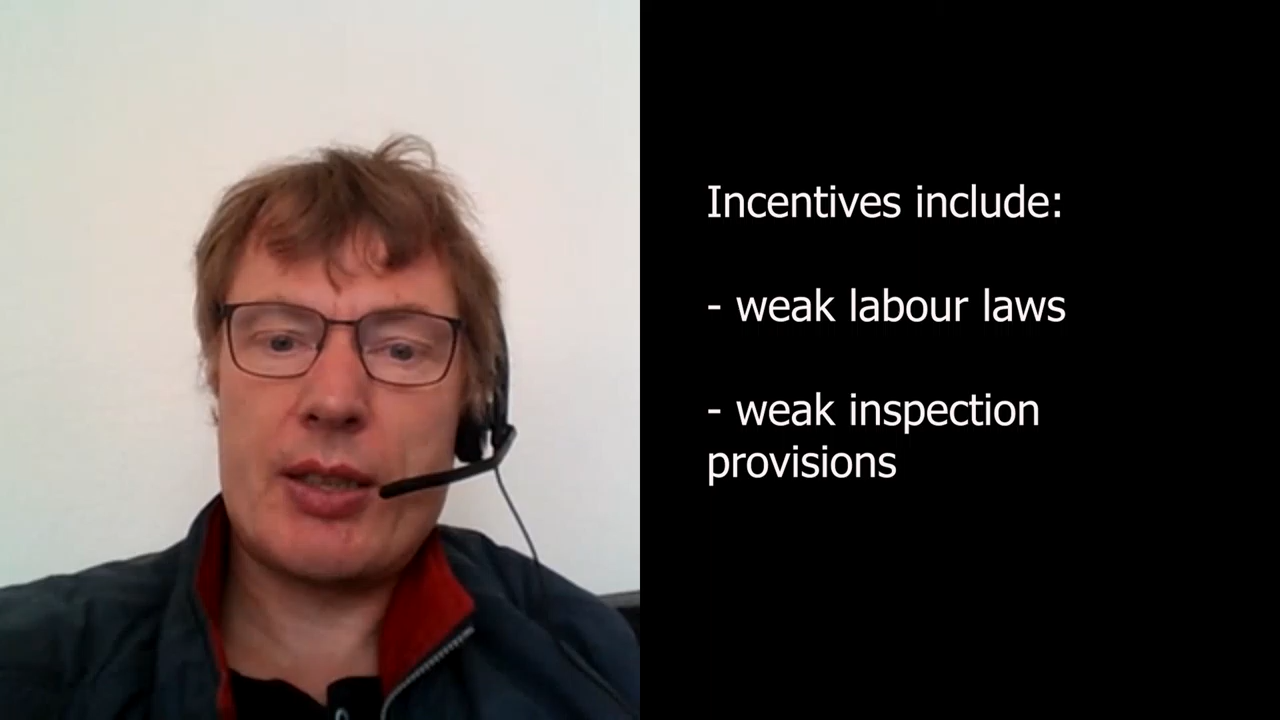 Incentives include:
- weak labour laws
- weak inspection
provisions